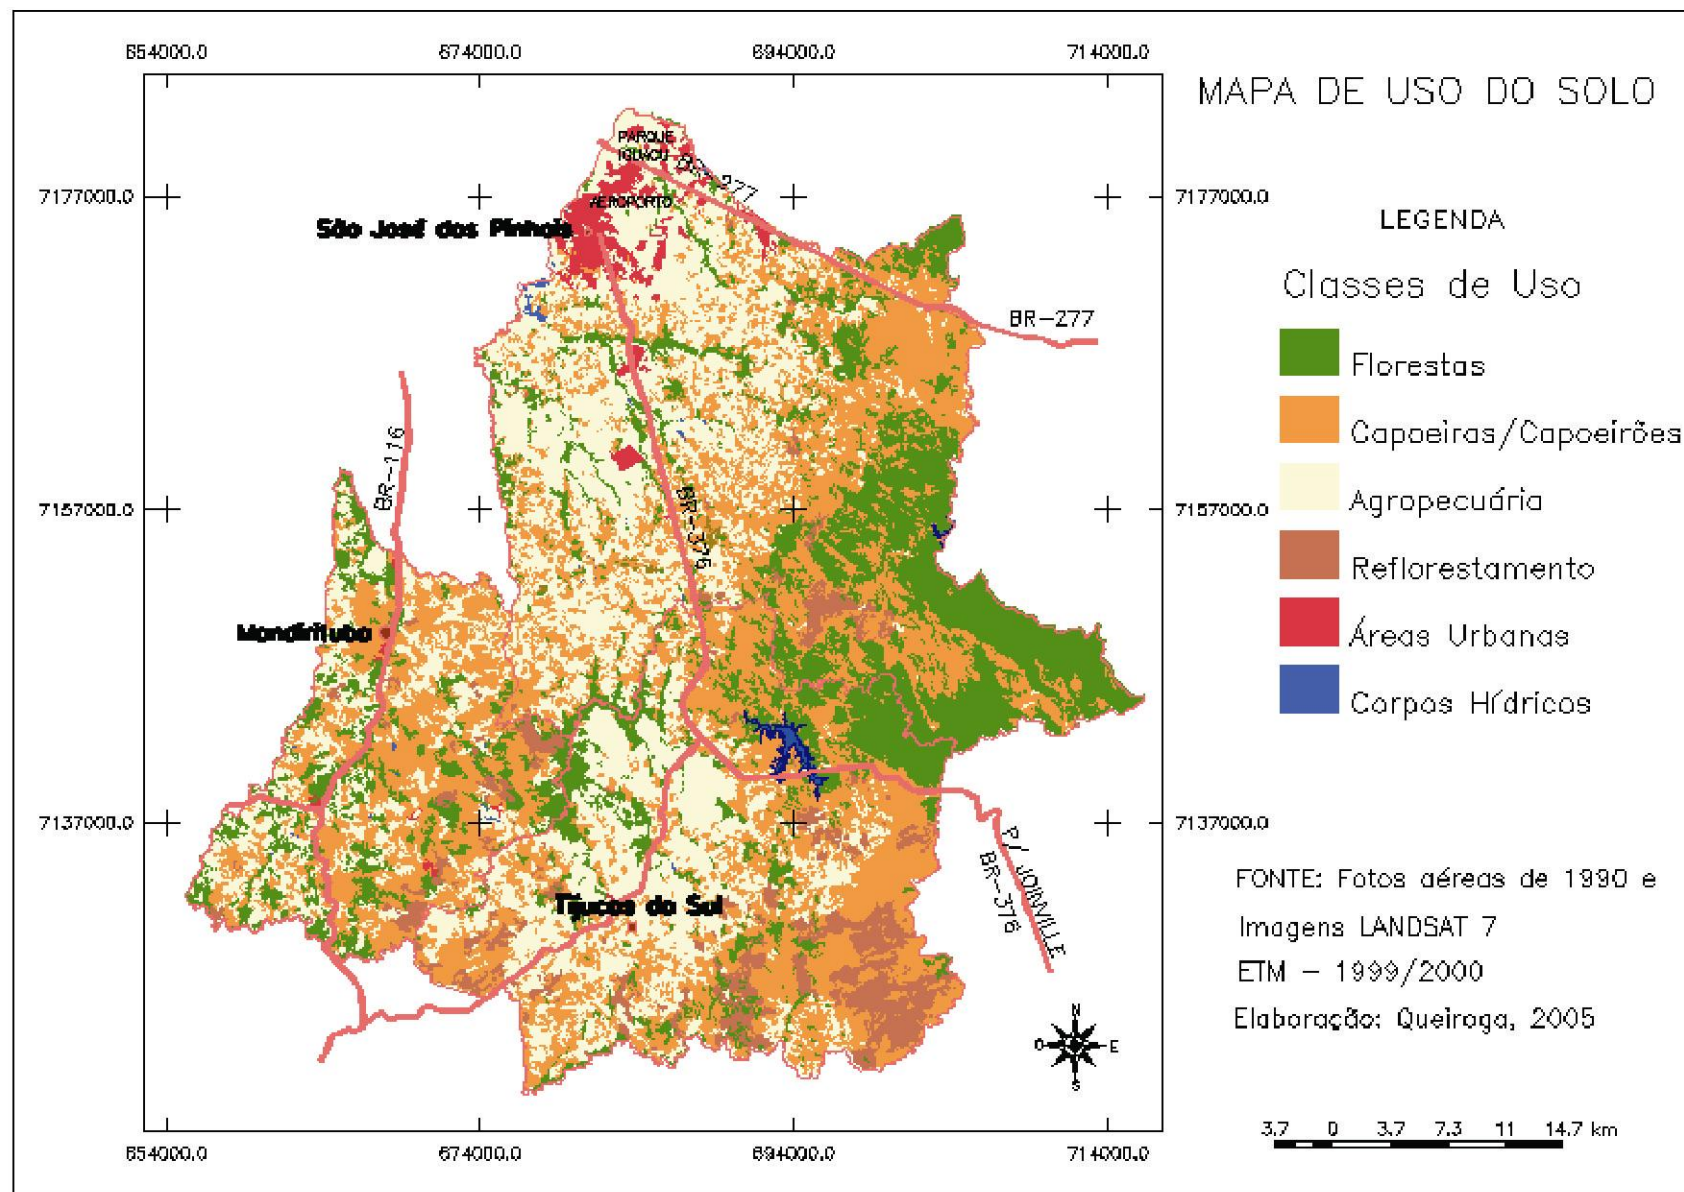 654000.0 674000.0 694000.0 714000.0
MAPA DE USO DO SOLO
PARQUE
IGUACU
BR-277
7177000.0
7177000.0
AEROPORTO
São José dos Pinhais
LEGENDA
Classes de Uso
BR-277
Florestas
Capoeiras/Capoeirões
Agropecuária
Reflorestamento
Áreas Urbanas
Corpos Hídricos
BR-116
BR-376
7157000.0
7157000.0
Mandirituba
7137000.0
7137000.0
P/ JOINVILLE
BR-376
Tijucas do Sul
FONTE: Fotos aéreas de 1990 e
Imagens LANDSAT 7
ETM - 1999/2000
Elaboração: Queiroga, 2005
N
O E
S
3.7 0 3.7 7.3 11 14.7 km
654000.0 674000.0 694000.0 714000.0